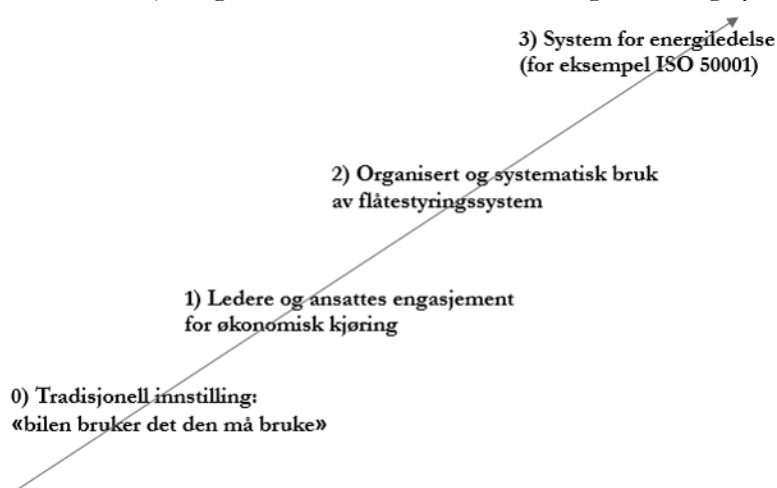 3) System for energiledelse
(for eksempel ISO 50001)
2) Organisert og systematisk bruk
av flåtestyringssystem
1) Ledere og ansattes engasjement
for økonomisk kjøring
0) Tradisjonell innstilling:
«bilen bruker det den må bruke»